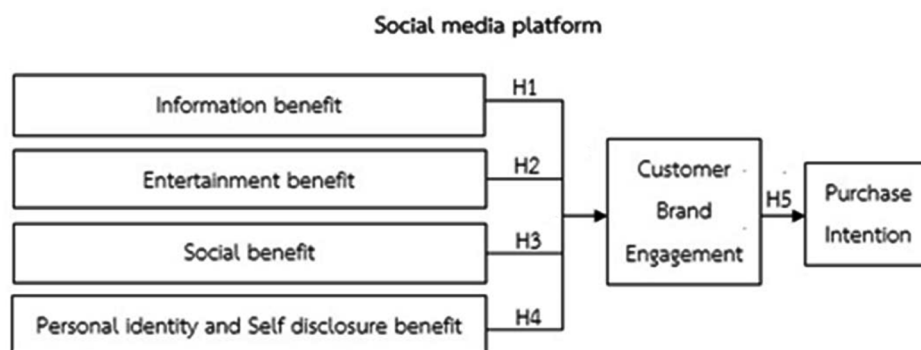 Social media platform
Information benefit
H1
Entertainment benefit
H2
Social benefit
H3
Personal identity and Self disclosure benefit
H4
Customer
Brand
Engagement
H5
Purchase
Intention